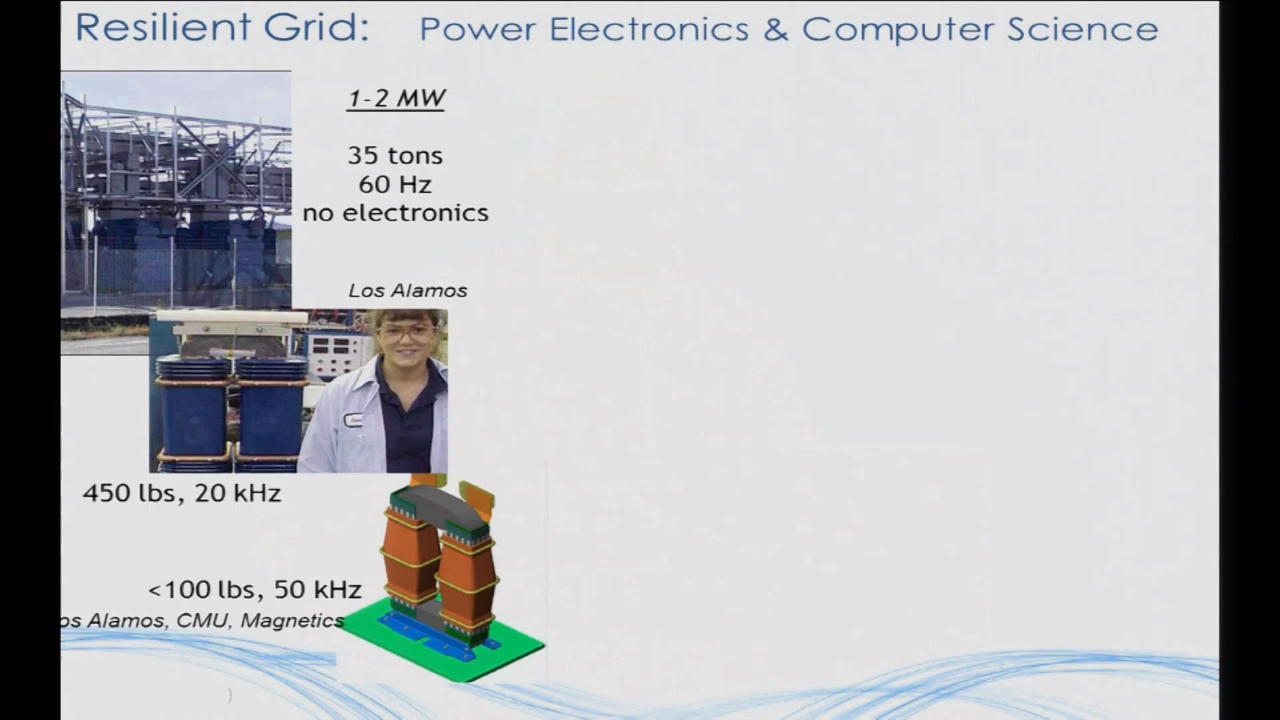 Resilient Grid: Power Electronics & Computer Science
1-2 MW
35 tons
60 Hz
no electronics
Los Alamos
450 lbs, 20 kHz
<100 lbs, 50 kHz
os Alamos, CMU, Magnetics
)